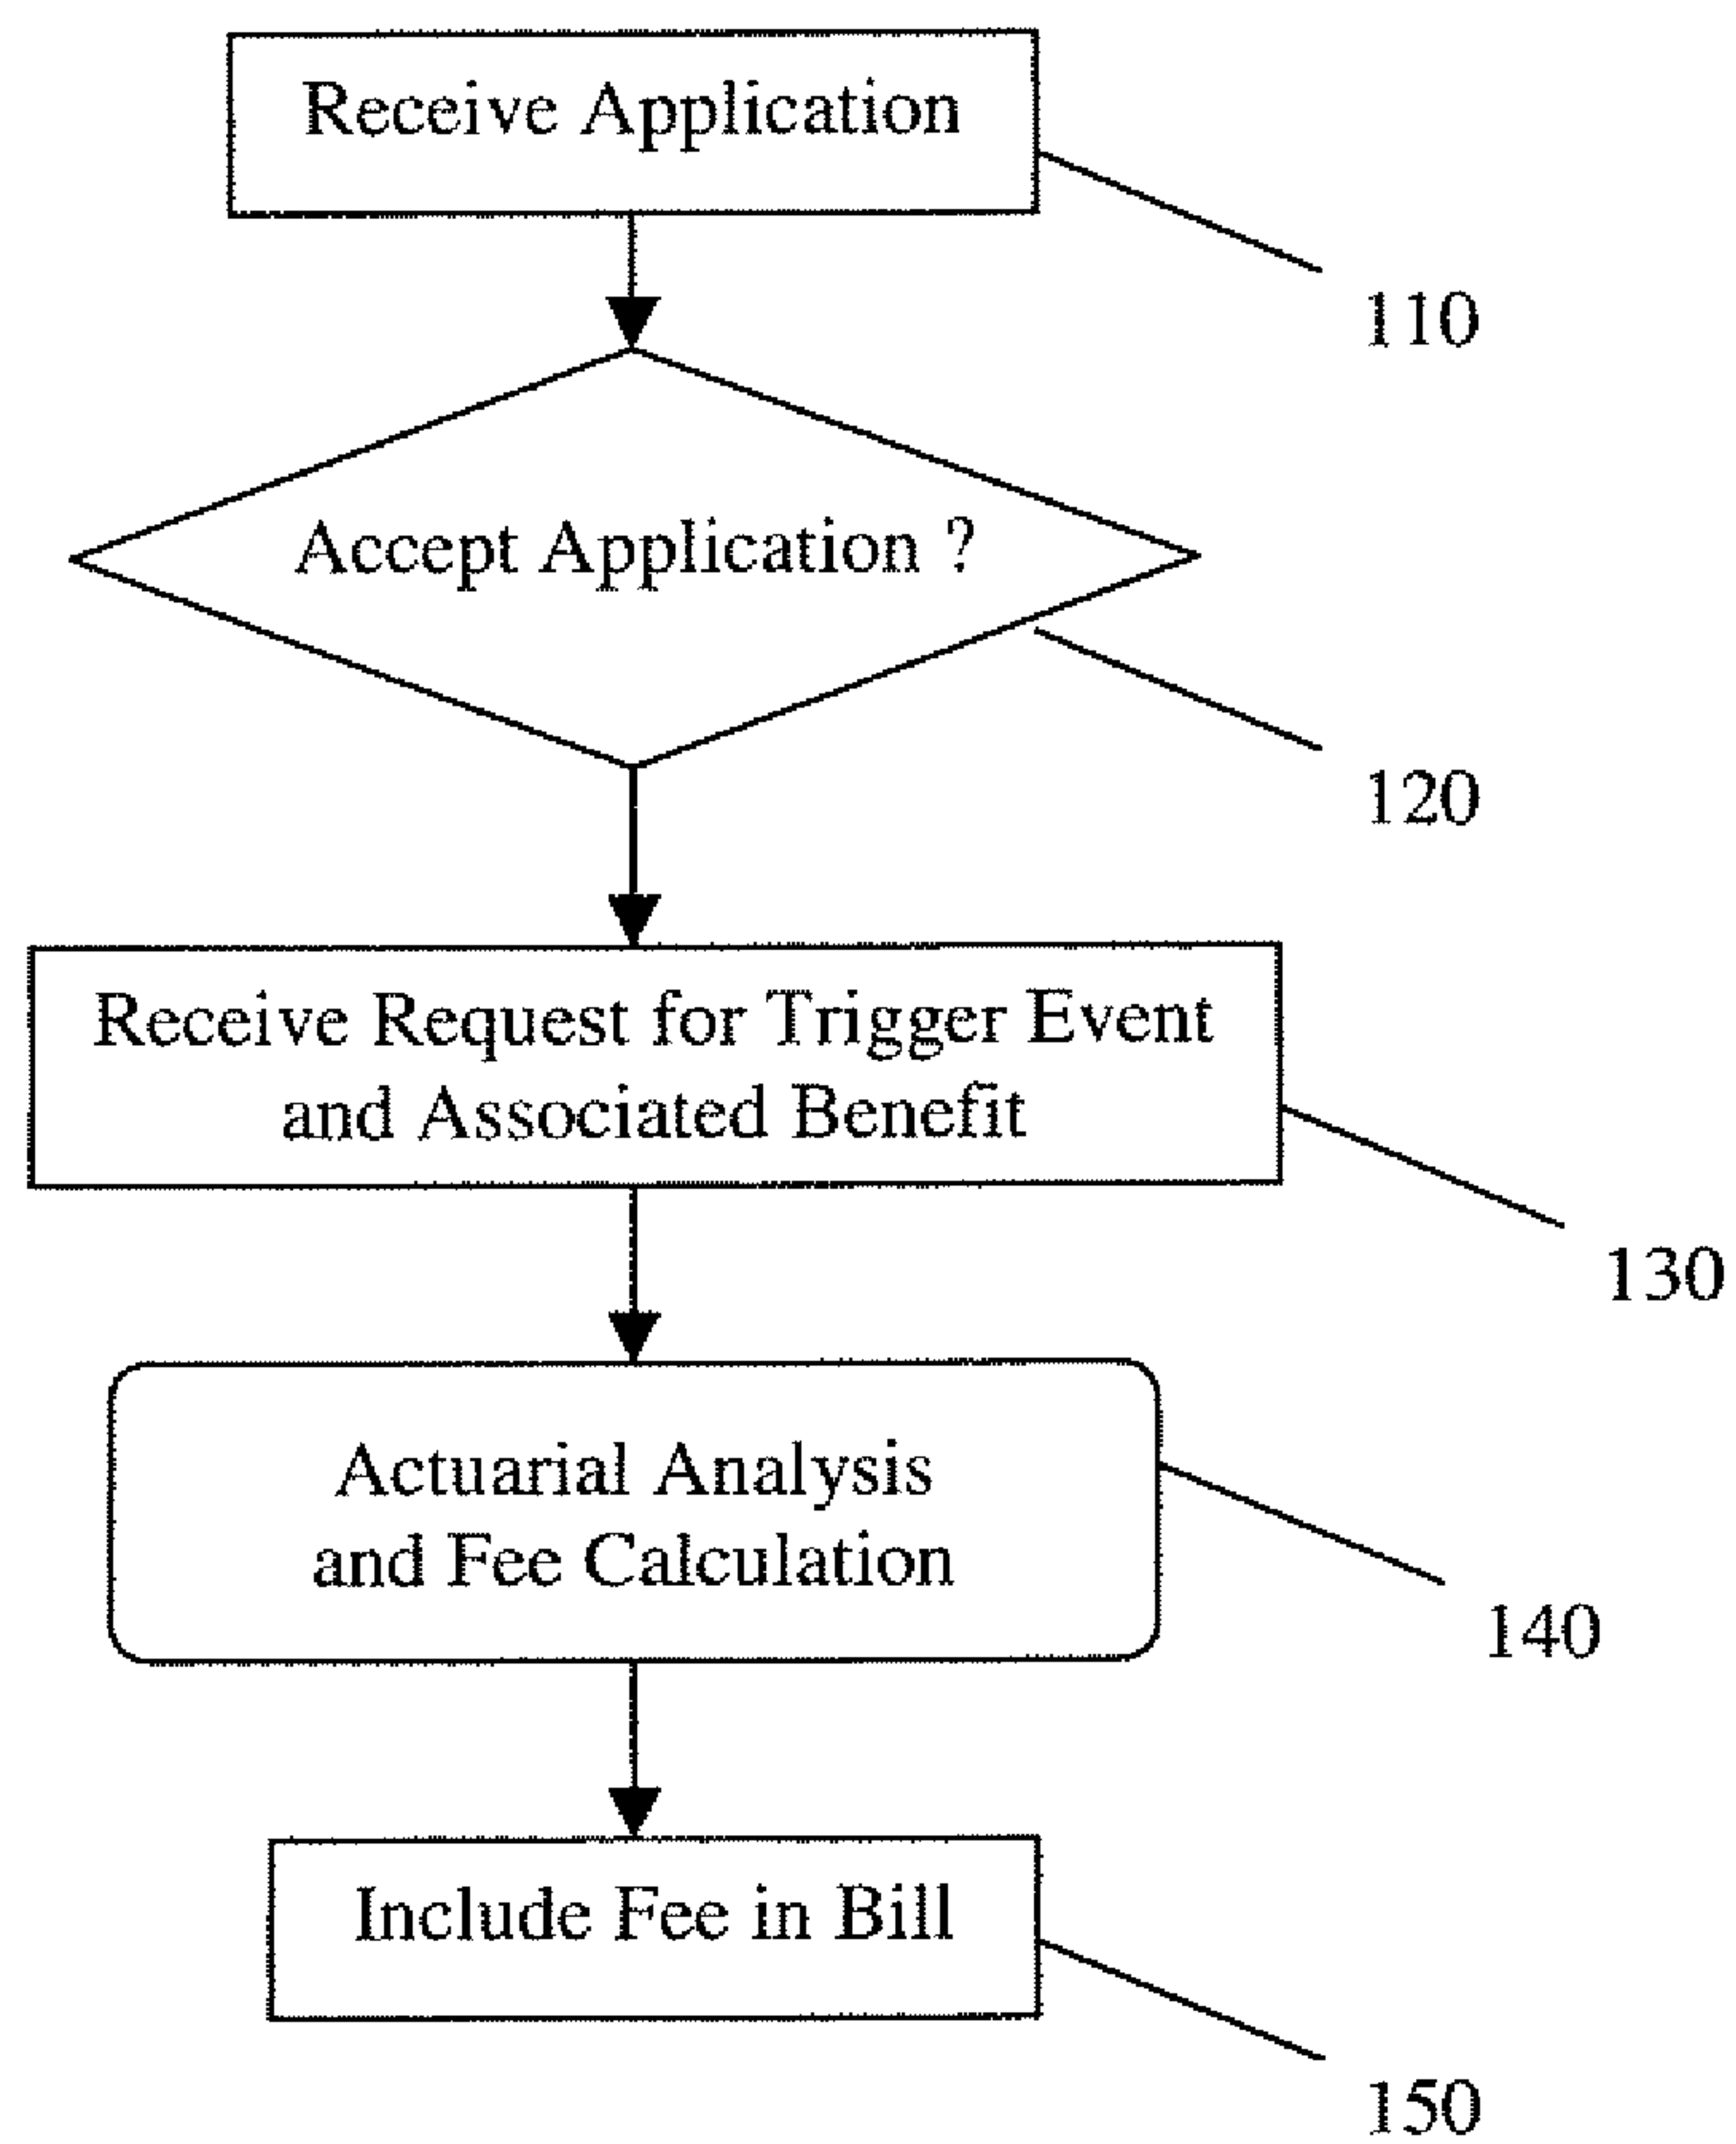 Receive Application
110
Accept Application ?
120
Receive Request for Trigger Event
and Associated Benefit
130
Actuarial Analysis
and Fee Calculation
140
Include Fee in Bill
150